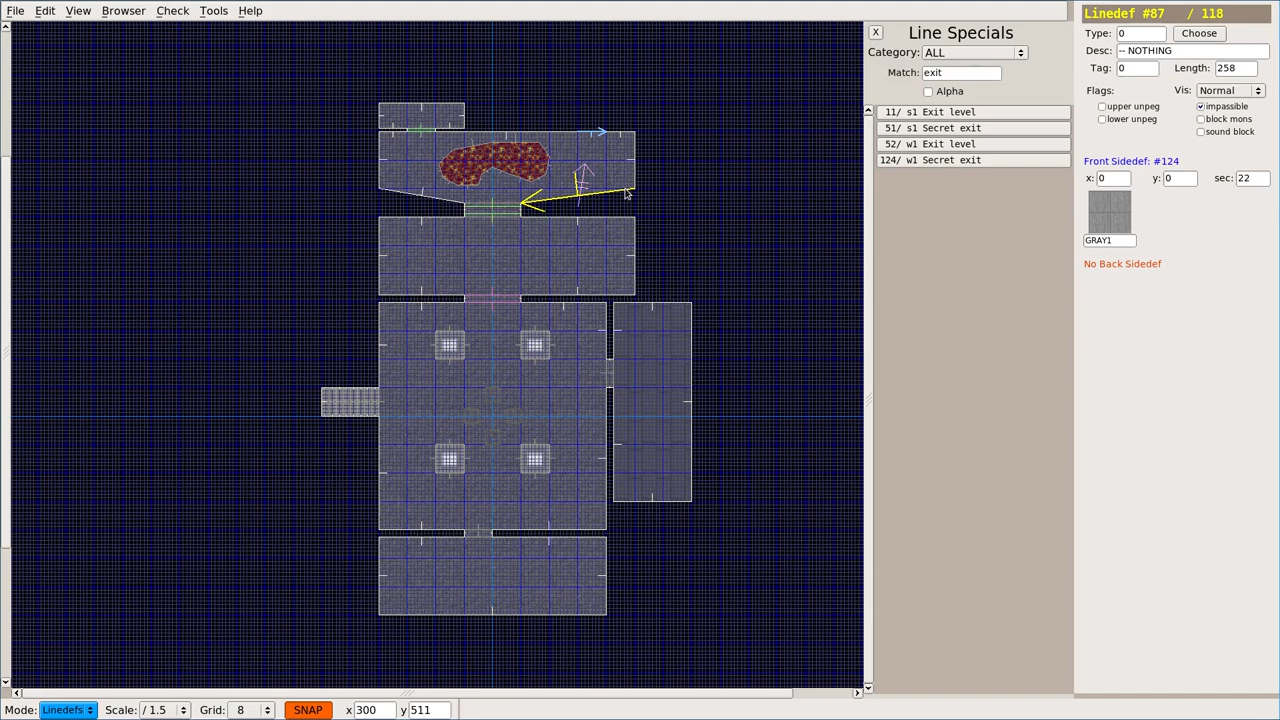 File Edit View Browser Check Tools Help
X Line Specials
Category: ALL
Match: exit
Alpha
11/ s1 Exit level
51/ s1 Secret exit
52/ w1 Exit level
124/ w1 Secret exit
Linedef #87 / 118
Type: 0 Choose
Desc: -- NOTHING
Tag: 0 Length: 258
Flags: Vis: Normal
upper unpeg impassible
lower unpeg block mons
sound block
Front Sidedef: #124
x: 0 y: 0 sec: 22
GRAY1
No Back Sidedef
Mode: Linedefs Scale: / 1.5 Grid: 8 SNAP x 300 y 511